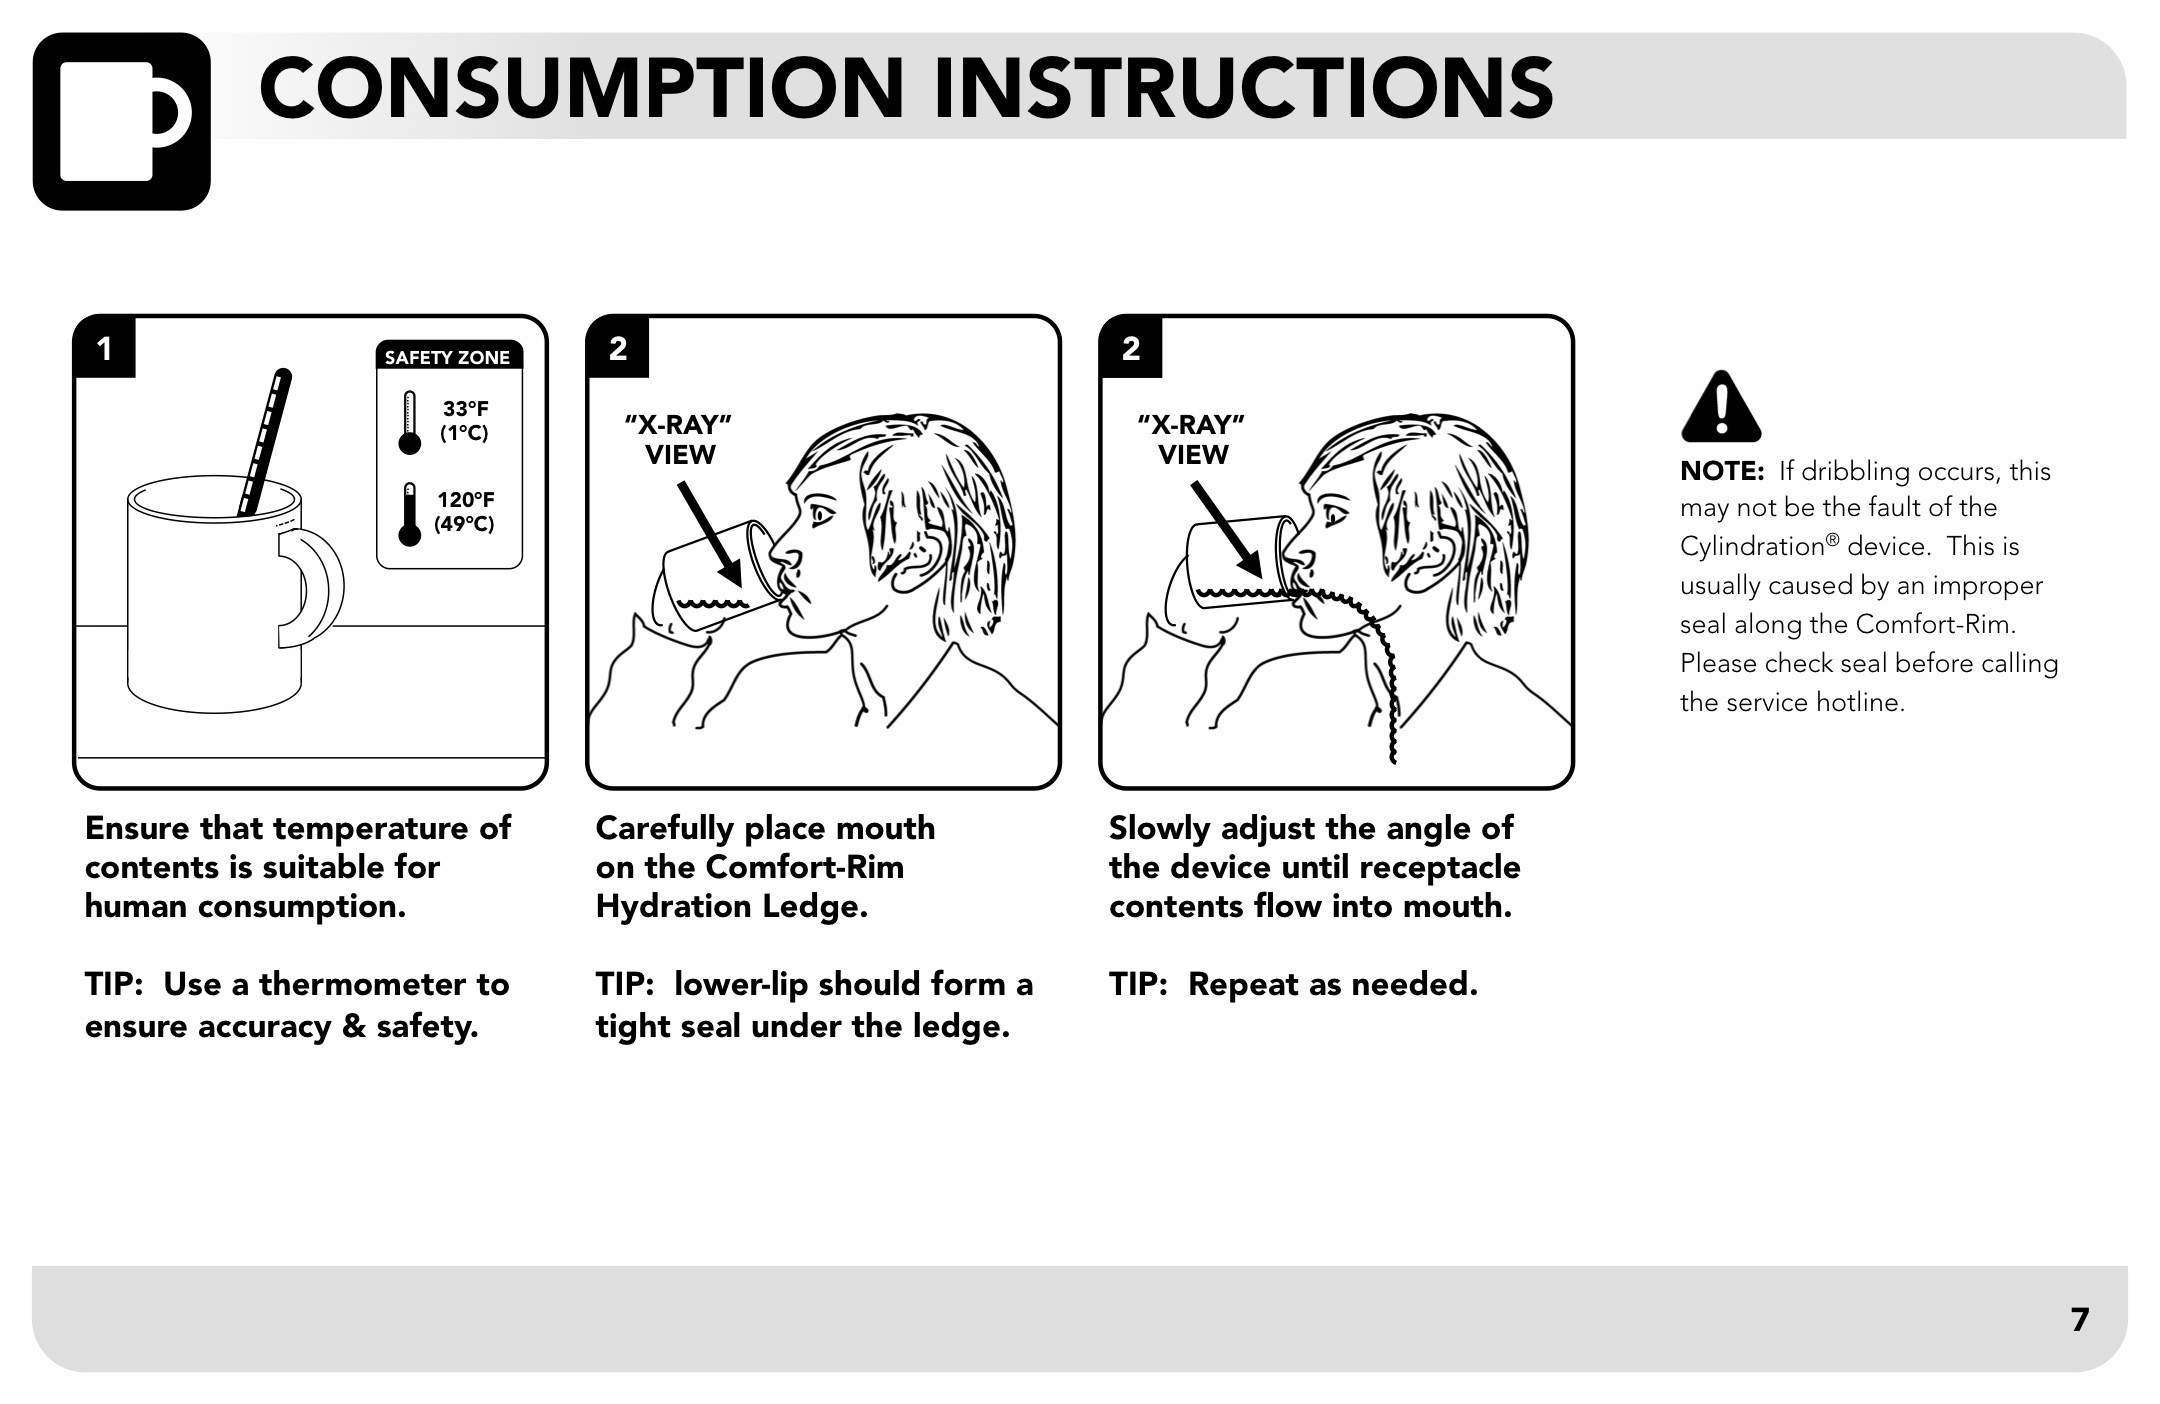 CONSUMPTION INSTRUCTIONS
1
SAFETY ZONE
33°F
(1°C)
120°F
(49°C)
Ensure that temperature of
contents is suitable for
human consumption.
TIP:  Use a thermometer to
ensure accuracy & safety.
2
“X-RAY”
VIEW
Carefully place mouth
on the Comfort-Rim
Hydration Ledge.
TIP:  lower-lip should form a
tight seal under the ledge.
2
“X-RAY”
VIEW
Slowly adjust the angle of
the device until receptacle
contents flow into mouth.
TIP:  Repeat as needed.
NOTE:  If dribbling occurs, this
may not be the fault of the
Cylindration® device.  This is
usually caused by an improper
seal along the Comfort-Rim.
Please check seal before calling
the service hotline.
7